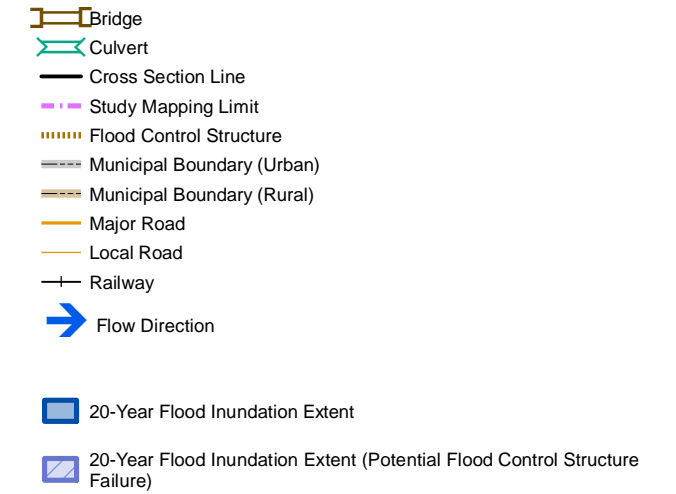 Bridge
Culvert
Cross Section Line
Study Mapping Limit
Flood Control Structure
Municipal Boundary (Urban)
Municipal Boundary (Rural)
Major Road
Local Road
Railway
Flow Direction
20-Year Flood Inundation Extent
20-Year Flood Inundation Extent (Potential Flood Control Structure
Failure)